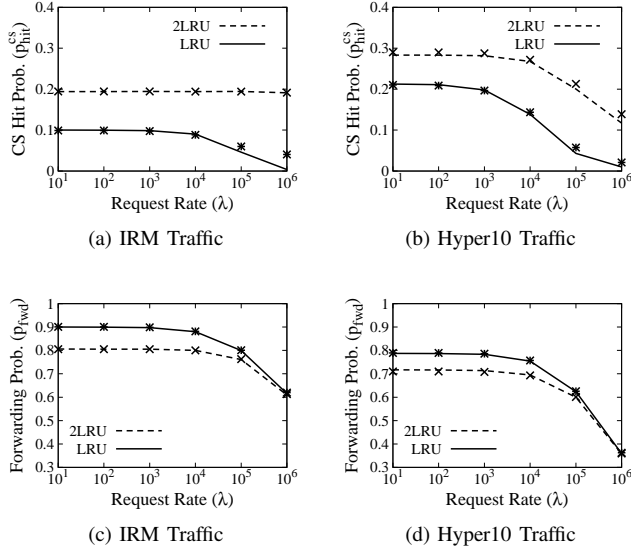 CS Hit Prob. (p_hit^cs)
0.4
0.3
0.2
0.1
0
2LRU
LRU
10^1 10^2 10^3 10^4 10^5 10^6
Request Rate (λ)
(a) IRM Traffic
CS Hit Prob. (p_hit^cs)
0.4
0.3
0.2
0.1
0
2LRU
LRU
10^1 10^2 10^3 10^4 10^5 10^6
Request Rate (λ)
(b) Hyper10 Traffic
Forwarding Prob. (p_fwd)
1
0.9
0.8
0.7
0.6
0.5
0.4
0.3
2LRU
LRU
10^1 10^2 10^3 10^4 10^5 10^6
Request Rate (λ)
(c) IRM Traffic
Forwarding Prob. (p_fwd)
1
0.9
0.8
0.7
0.6
0.5
0.4
0.3
2LRU
LRU
10^1 10^2 10^3 10^4 10^5 10^6
Request Rate (λ)
(d) Hyper10 Traffic